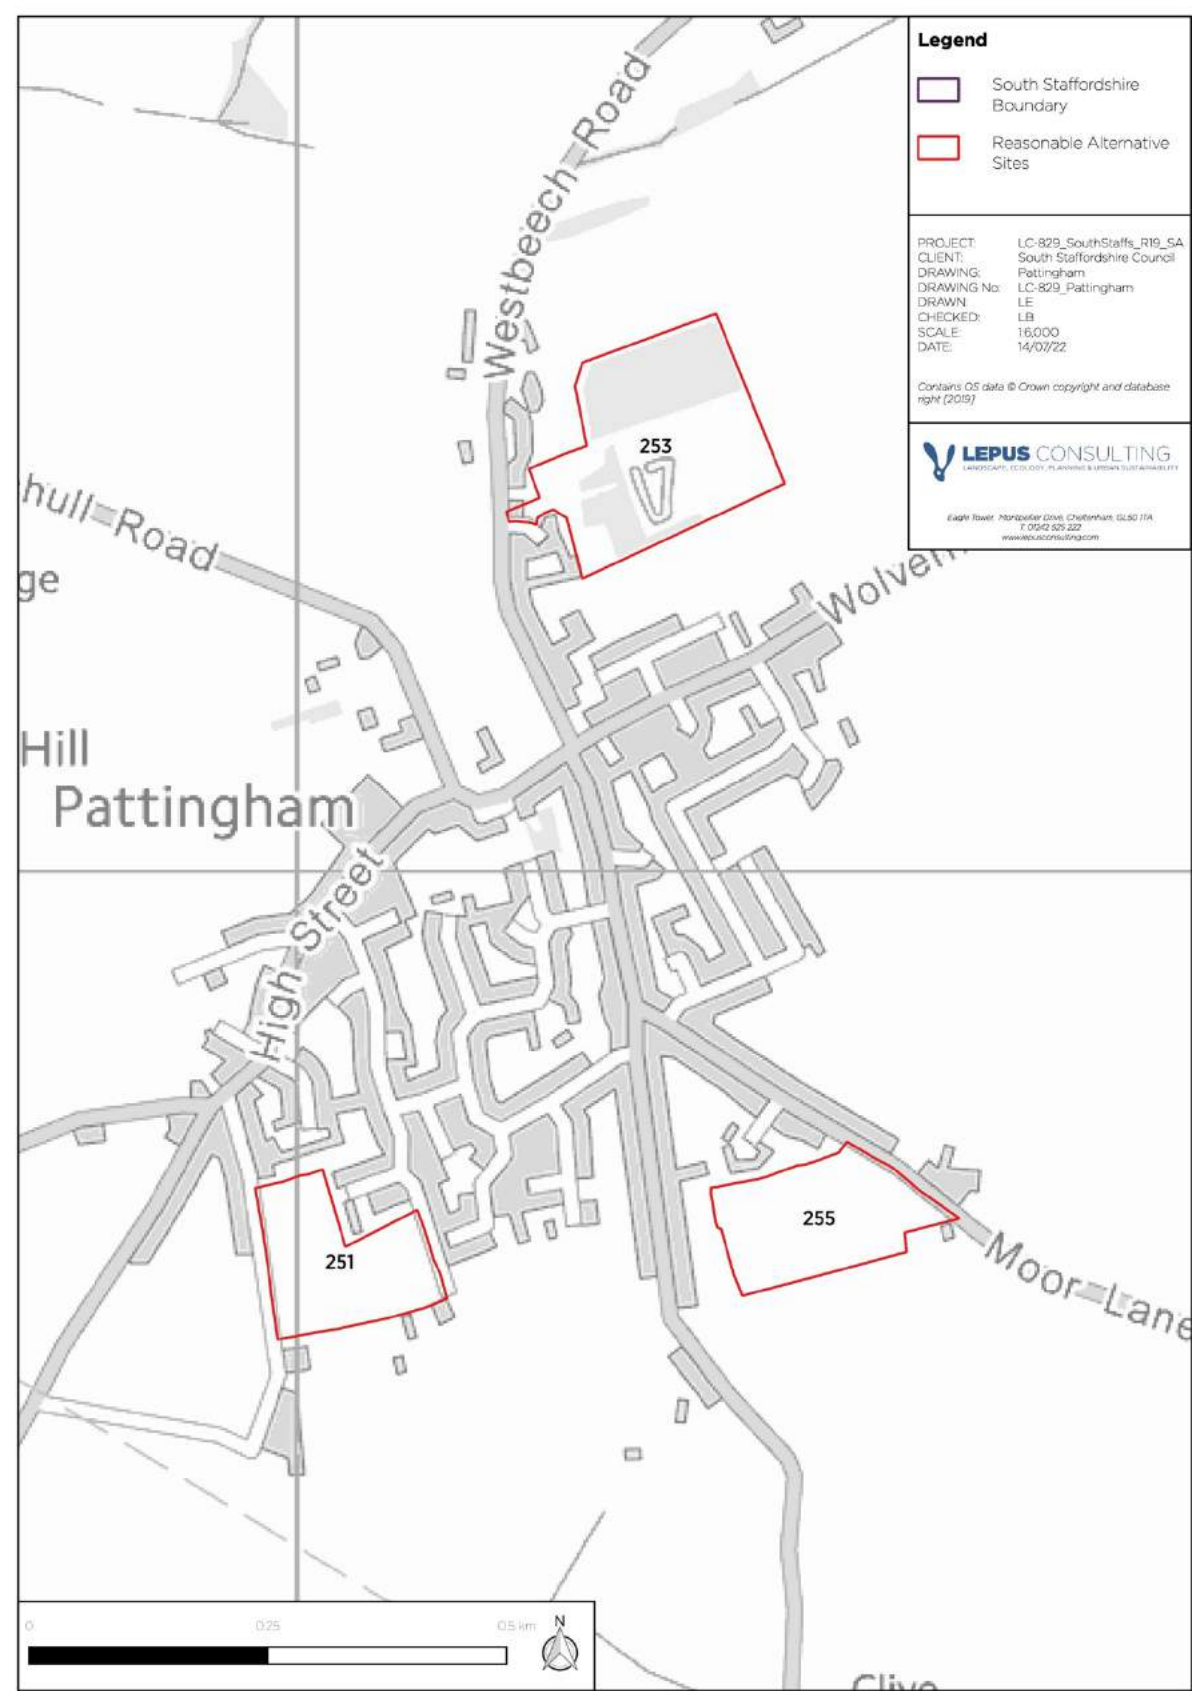 Legend
South Staffordshire
Boundary
Reasonable Alternative
Sites
PROJECT: LC-829_SouthStaffs_R19_SA
CLIENT: South Staffordshire Council
DRAWING: Pattingham
DRAWING No: LC-829_Pattingham
DRAWN: LE
CHECKED: LB
SCALE: 1:6,000
DATE: 14/07/22
Contains OS data © Crown copyright and database
right [2019]
LEPUS CONSULTING
LANDSCAPE, ECOLOGY, PLANNING & URBAN SUSTAINABILITY
Eagle Tower, Montpellier Drive, Cheltenham, GL50 1TA
T: 01242 525 222
www.lepusconsulting.com
Westbeech Road
253
hull Road
ge
Wolverh
Hill
Pattingham
High Street
251
255
Moor Lane
0 0.25 0.5 km
N
Clive